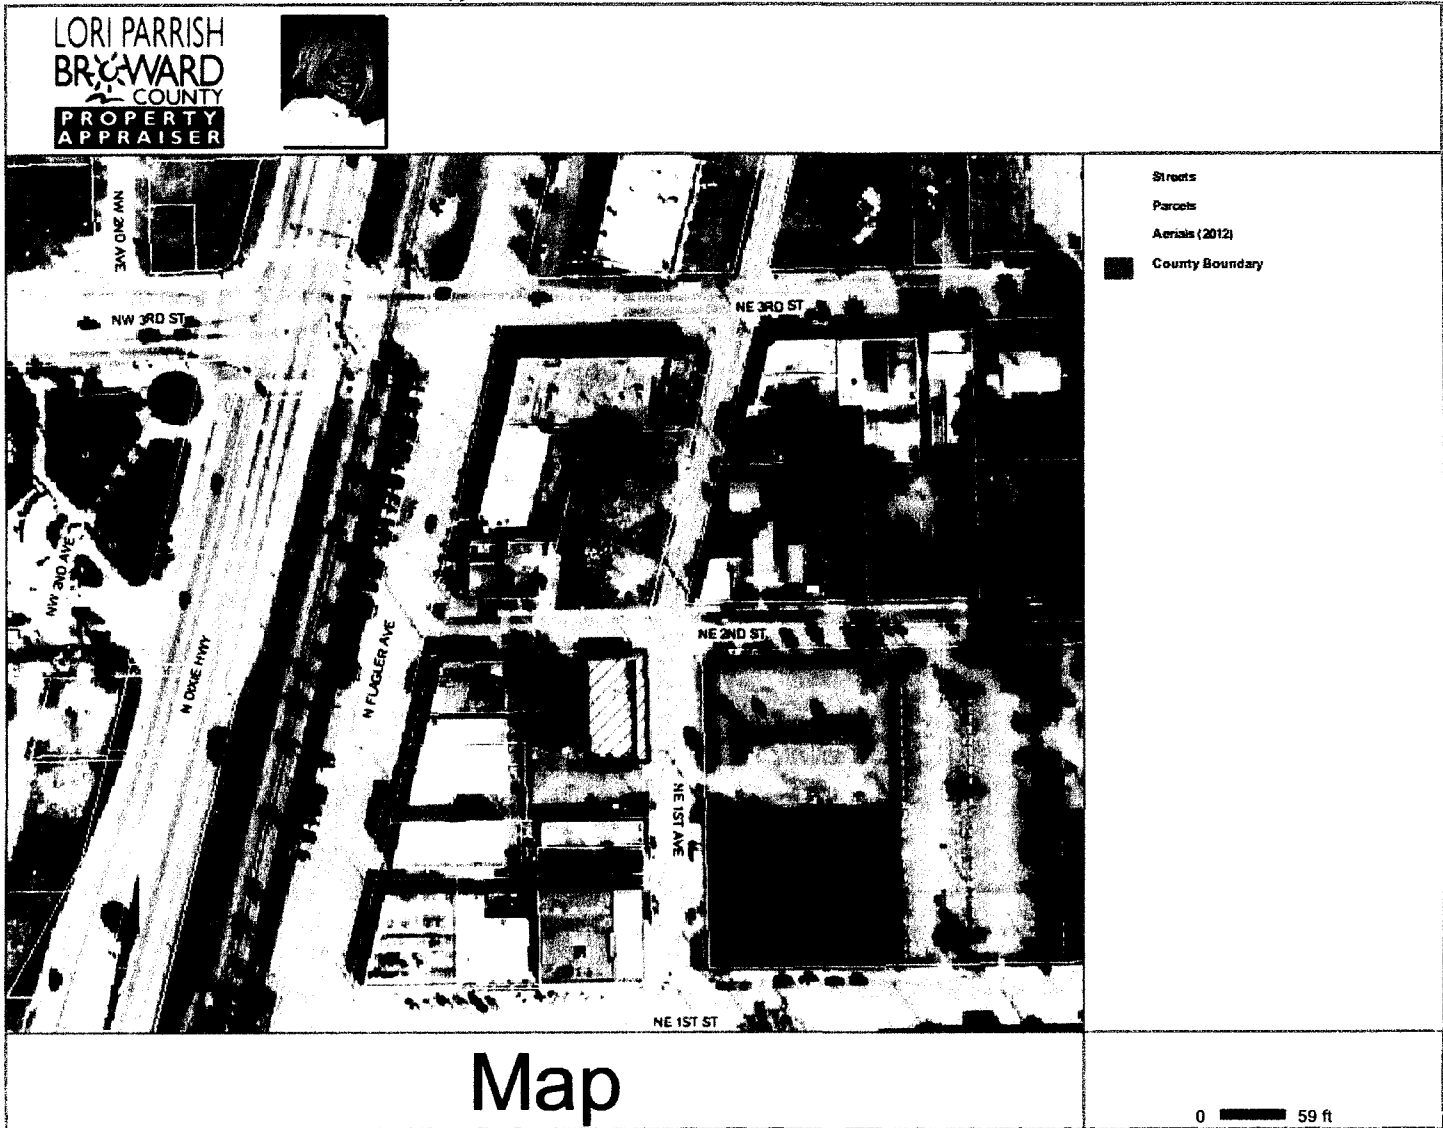 LORI PARRISH
BROWARD
COUNTY
PROPERTY
APPRAISER
Streets
Parcels
Aerials (2012)
County Boundary
NW 2ND AVE
NW 3RD ST
NE 3RD ST
NW 2ND AVE
N DIXIE HWY
N FLAGLER AVE
NE 2ND ST
NE 1ST AVE
NE 1ST ST
Map
0 59 ft